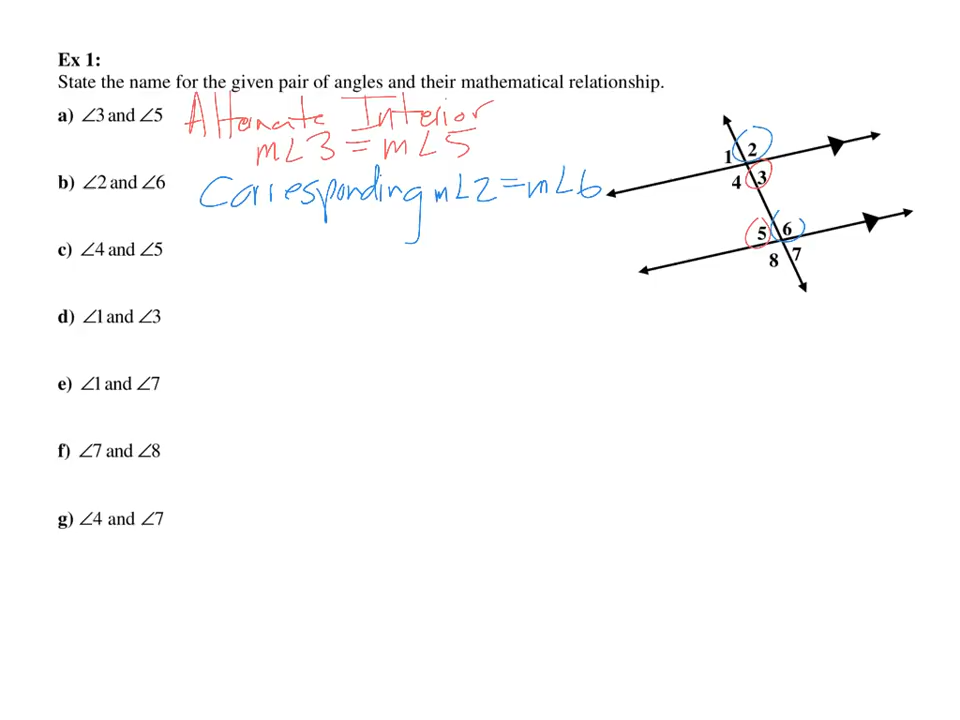 Ex 1:
State the name for the given pair of angles and their mathematical relationship.
a) ∠3 and ∠5 Alternate Interior
m∠3 = m∠5
b) ∠2 and ∠6 Corresponding m∠2 = m∠6
c) ∠4 and ∠5
d) ∠1 and ∠3
e) ∠1 and ∠7
f) ∠7 and ∠8
g) ∠4 and ∠7
1 2
4 3
5 6
8 7